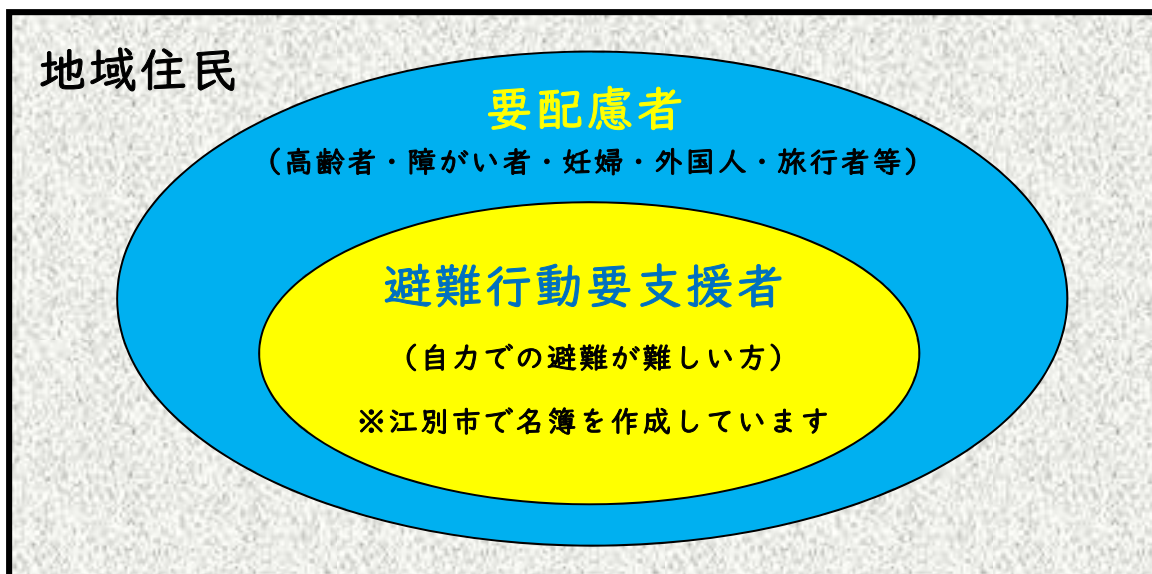 地域住民
要配慮者
（高齢者・障がい者・妊婦・外国人・旅行者等）
避難行動要支援者
（自力での避難が難しい方）
※江別市で名簿を作成しています